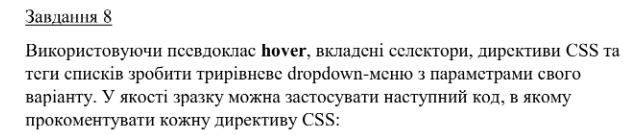 Завдання 8
Використовуючи псевдоклас hover, вкладені селектори, директиви CSS та
теги списків зробити трирівневе dropdown-меню з параметрами свого
варіанту. У якості зразку можна застосувати наступний код, в якому
прокоментувати кожну директиву CSS: